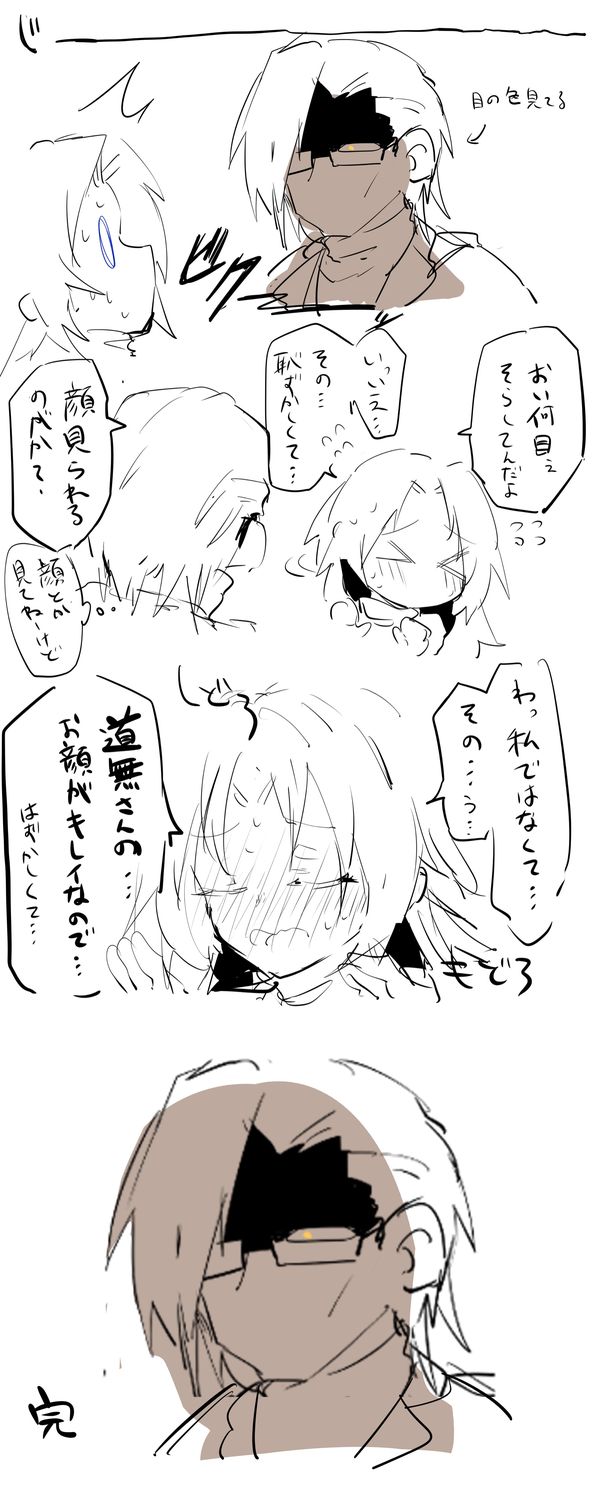 じ
目の色見てる
ビクッ
おい何目ぇ
そらしてんだよ
いっいえ…
その…
恥ずかしくて…
顔見られる
のがかて.
顔とか
見てねーけど
わっ私ではなくて…
その…う…
道無さんの…
お顔がキレイなので…
はずかしくて…
もどろ
完